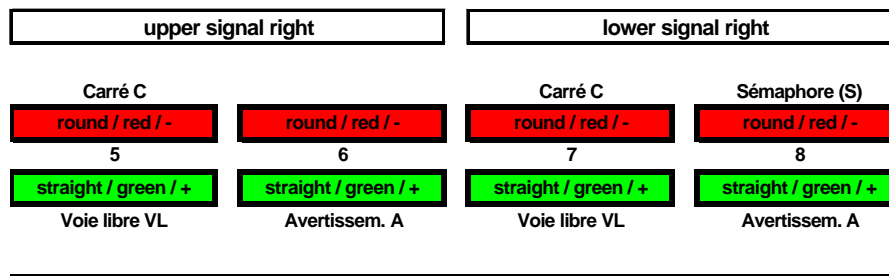 upper signal right lower signal right
Carré C Carré C Sémaphore (S)
round / red / - round / red / - round / red / - round / red / -
5 6 7 8
straight / green / + straight / green / + straight / green / + straight / green / +
Voie libre VL Avertissem. A Voie libre VL Avertissem. A